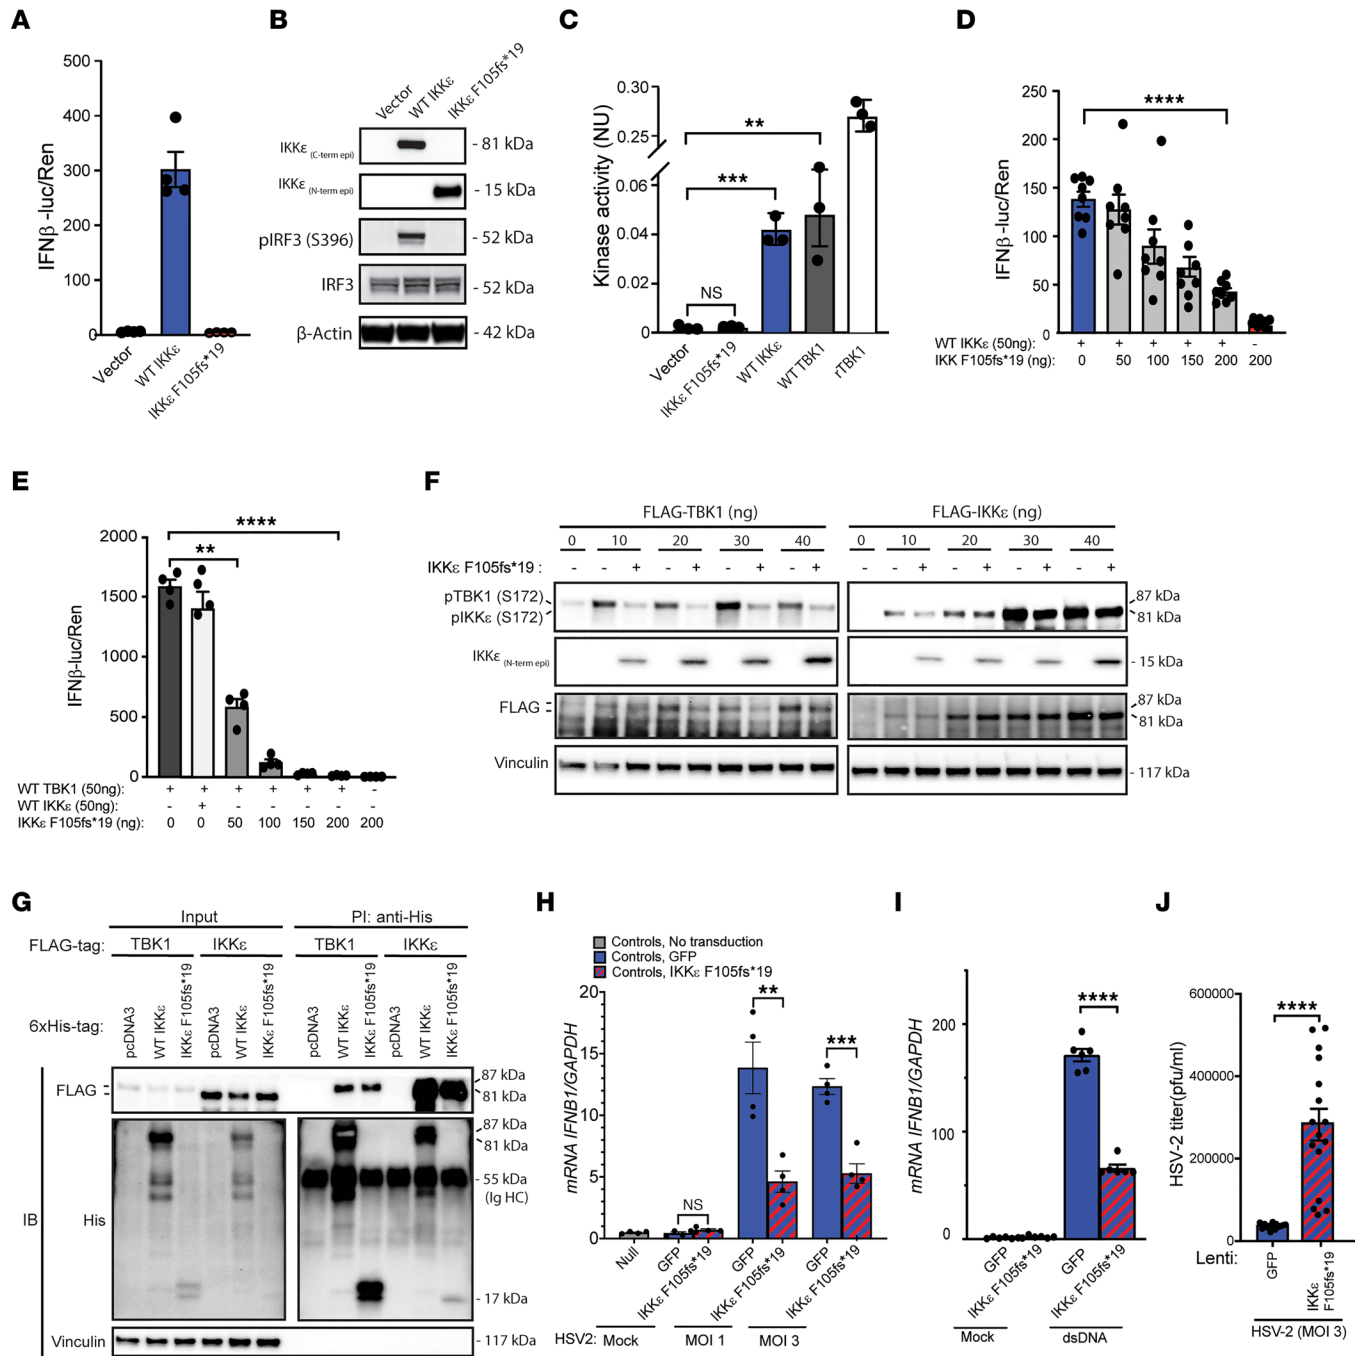 A
IFNβ -luc/Ren
500
400
300
200
100
0
Vector
WT IKKε
IKKε F105fs*19
B
Vector
WT IKKε
IKKε F105fs*19
IKKε (C-term epi)
- 81 kDa
IKKε (N-term epi)
- 15 kDa
pIRF3 (S396)
- 52 kDa
IRF3
- 52 kDa
β-Actin
- 42 kDa
C
Kinase activity (NU)
0.30
0.25
0.06
0.04
0.02
0
**
***
NS
Vector
IKKε F105fs*19
WT IKKε
WT TBK1
rTBK1
D
IFNβ -luc/Ren
250
200
150
100
50
0
****
WT IKKε (50ng): + + + + + -
IKK F105fs*19 (ng): 0 50 100 150 200 200
E
IFNβ-luc/Ren
2000
1500
1000
500
0
****
**
WT TBK1 (50ng): + + + + + + -
WT IKKε (50ng): - + - - - - -
IKKε F105fs*19 (ng): 0 0 50 100 150 200 200
F
FLAG-TBK1 (ng)
FLAG-IKKε (ng)
0 10 20 30 40
0 10 20 30 40
IKKε F105fs*19 : - - + - + - + - +
- - + - + - + - +
pTBK1 (S172)
pIKKε (S172)
87 kDa
81 kDa
IKKε (N-term epi)
- 15 kDa
FLAG
87 kDa
81 kDa
Vinculin
- 117 kDa
G
Input
PI: anti-His
FLAG-tag: TBK1 IKKε TBK1 IKKε
6xHis-tag:
pcDNA3
WT IKKε
IKKε F105fs*19
pcDNA3
WT IKKε
IKKε F105fs*19
pcDNA3
WT IKKε
IKKε F105fs*19
pcDNA3
WT IKKε
IKKε F105fs*19
IB
FLAG
87 kDa
81 kDa
His
87 kDa
81 kDa
- 55 kDa
(Ig HC)
- 17 kDa
Vinculin
- 117 kDa
H
Controls, No transduction
Controls, GFP
Controls, IKKε F105fs*19
mRNA IFNB1/GAPDH
20
15
10
5
0
NS
**
***
Null
GFP
IKKε F105fs*19
GFP
IKKε F105fs*19
GFP
IKKε F105fs*19
HSV2: Mock MOI 1 MOI 3
I
mRNA IFNB1/GAPDH
200
100
0
****
GFP
IKKε F105fs*19
GFP
IKKε F105fs*19
Mock
dsDNA
J
HSV-2 titer(pfu/ml)
600000
400000
200000
0
****
Lenti:
GFP
IKKε
F105fs*19
HSV-2 (MOI 3)